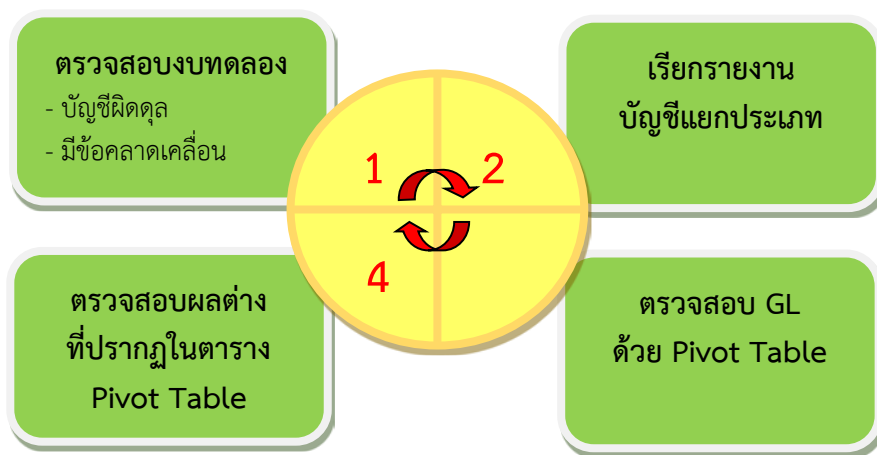 ตรวจสอบงบทดลอง
- บัญชีผิดดุล
- มีข้อคลาดเคลื่อน
เรียกรายงาน
บัญชีแยกประเภท
1
2
4
ตรวจสอบผลต่าง
ที่ปรากฏในตาราง
Pivot Table
ตรวจสอบ GL
ด้วย Pivot Table